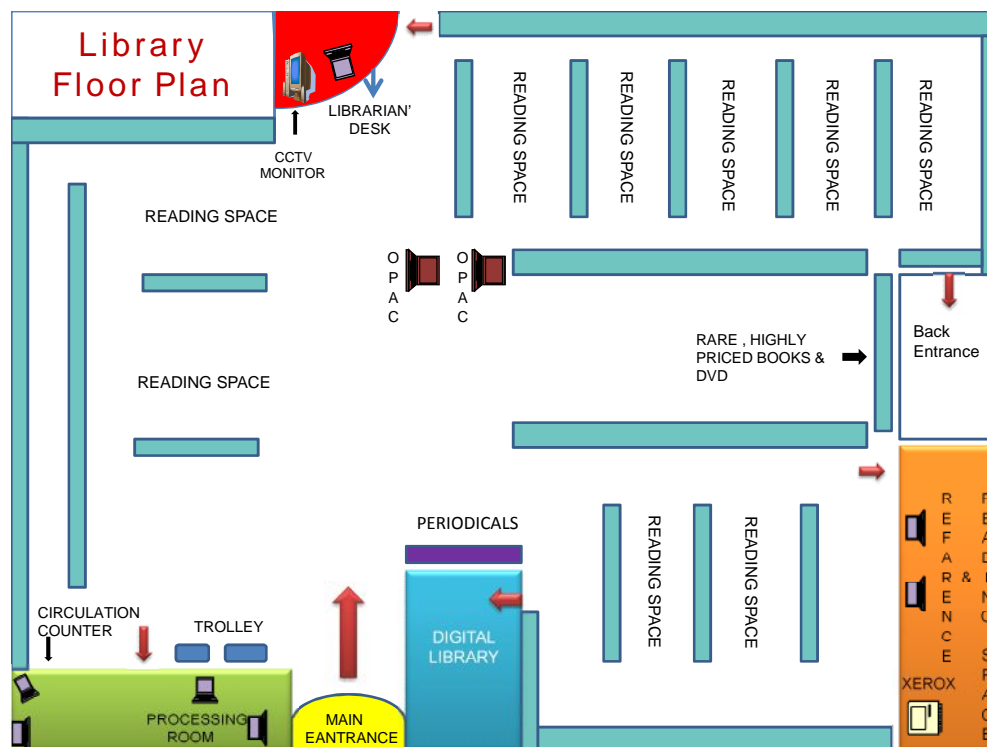 Library
Floor Plan
LIBRARIAN'
DESK
CCTV
MONITOR
READING SPACE
READING SPACE
READING SPACE
READING SPACE
READING SPACE
READING SPACE
OPAC
OPAC
RARE , HIGHLY
PRICED BOOKS &
DVD
Back
Entrance
READING SPACE
PERIODICALS
READING SPACE
READING SPACE
REFARENCE
&
CIRCULATION
COUNTER
TROLLEY
DIGITAL
LIBRARY
XEROX
PROCESSING
ROOM
MAIN
EANTRANCE